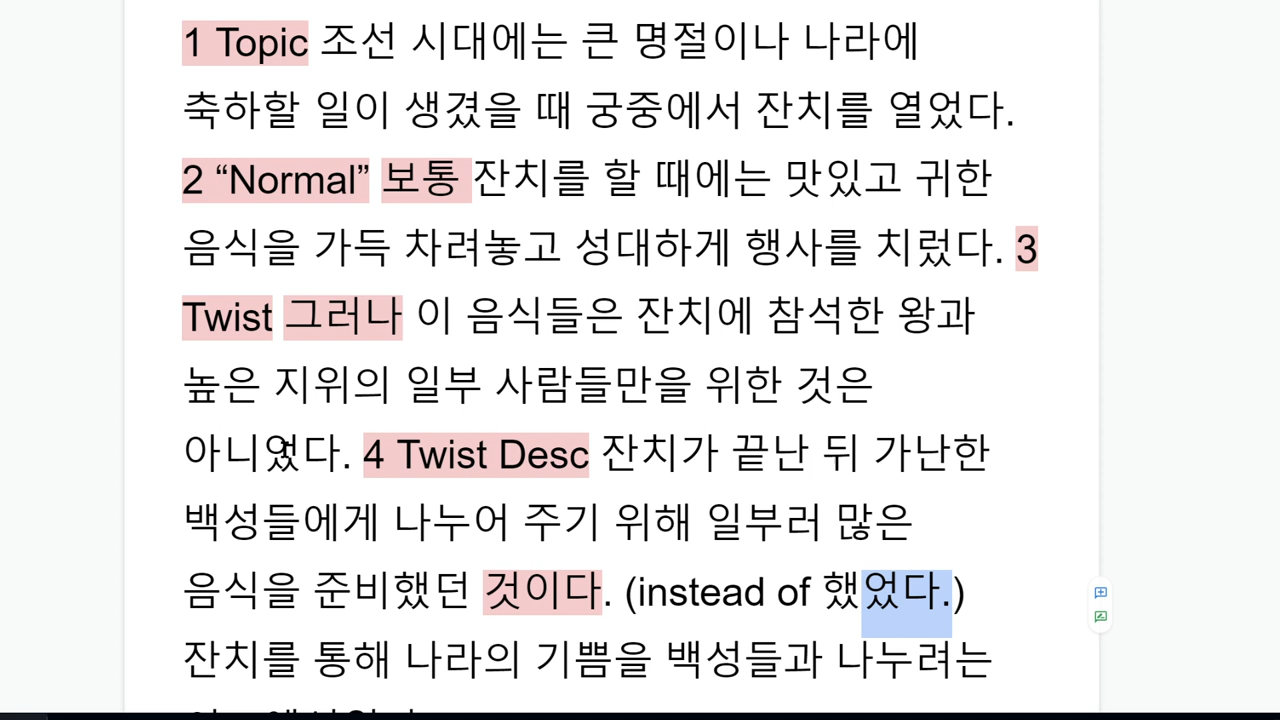 1 Topic 조선 시대에는 큰 명절이나 나라에
축하할 일이 생겼을 때 궁중에서 잔치를 열었다.
2 “Normal” 보통 잔치를 할 때에는 맛있고 귀한
음식을 가득 차려놓고 성대하게 행사를 치렀다. 3
Twist 그러나 이 음식들은 잔치에 참석한 왕과
높은 지위의 일부 사람들만을 위한 것은
아니었다. 4 Twist Desc 잔치가 끝난 뒤 가난한
백성들에게 나누어 주기 위해 일부러 많은
음식을 준비했던 것이다. (instead of 했었다.)
잔치를 통해 나라의 기쁨을 백성들과 나누려는